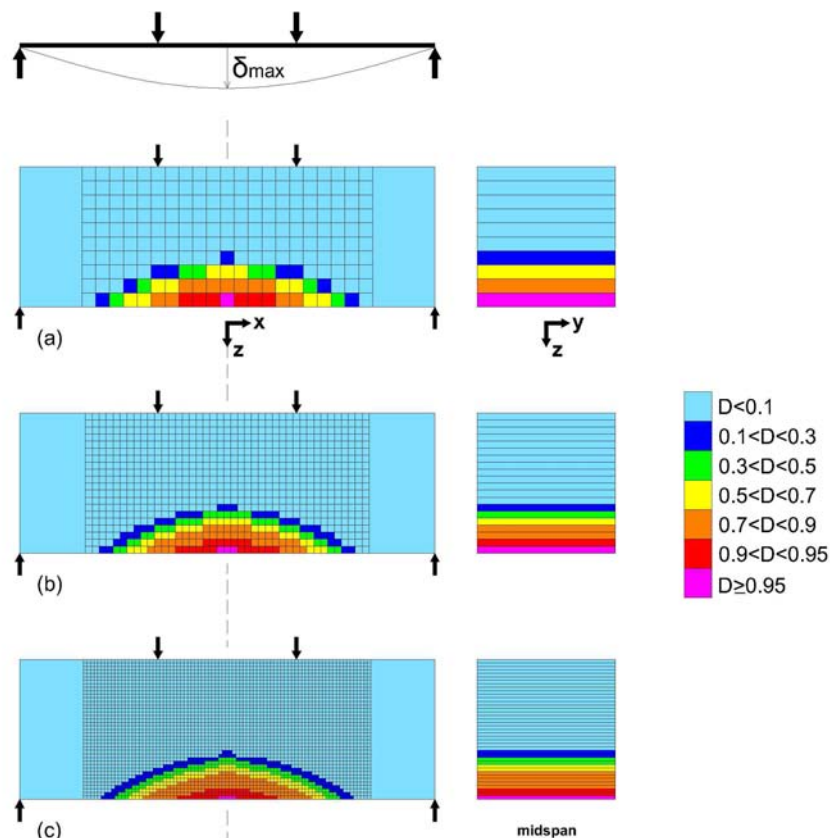 δmax
(a)
x
z
y
z
(b)
D<0.1
0.1<D<0.3
0.3<D<0.5
0.5<D<0.7
0.7<D<0.9
0.9<D<0.95
D≥0.95
(c)
midspan